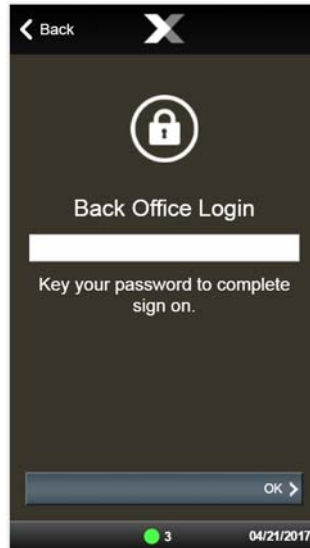 Back
Back Office Login
Key your password to complete
sign on.
OK
3
04/21/2017